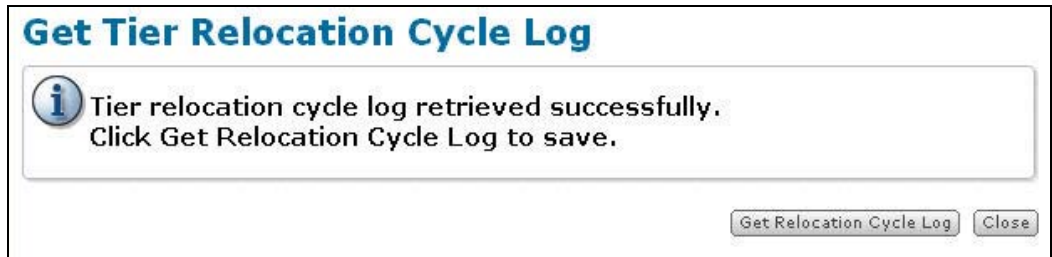 Get Tier Relocation Cycle Log
Tier relocation cycle log retrieved successfully.
Click Get Relocation Cycle Log to save.
Get Relocation Cycle Log Close